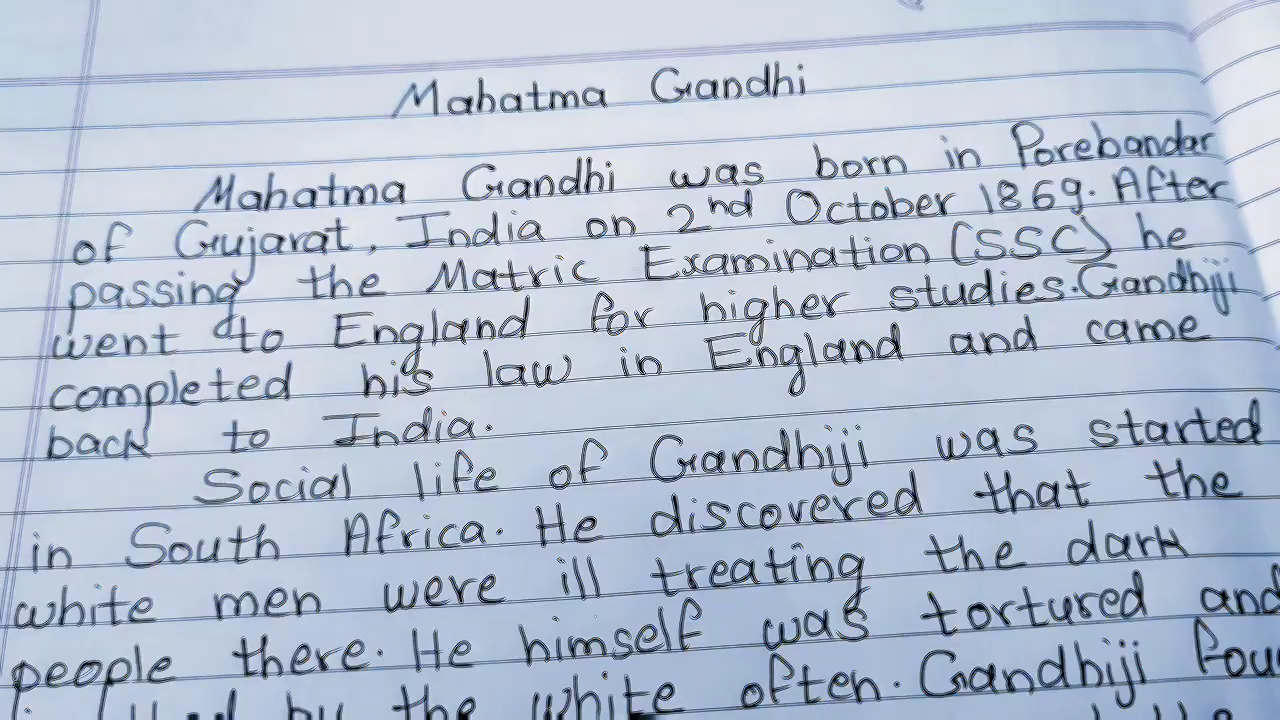 Mahatma Gandhi
Mahatma Gandhi was born in Porebandar
of Gujarat, India on 2nd October 1869. After
passing the Matric Examination (SSC) he
went to England for higher studies. Gandhiji
completed his law in England and came
back to India.
Social life of Gandhiji was started
in South Africa. He discovered that the
white men were ill treating the dark
people there. He himself was tortured and
by the white often. Gandhiji